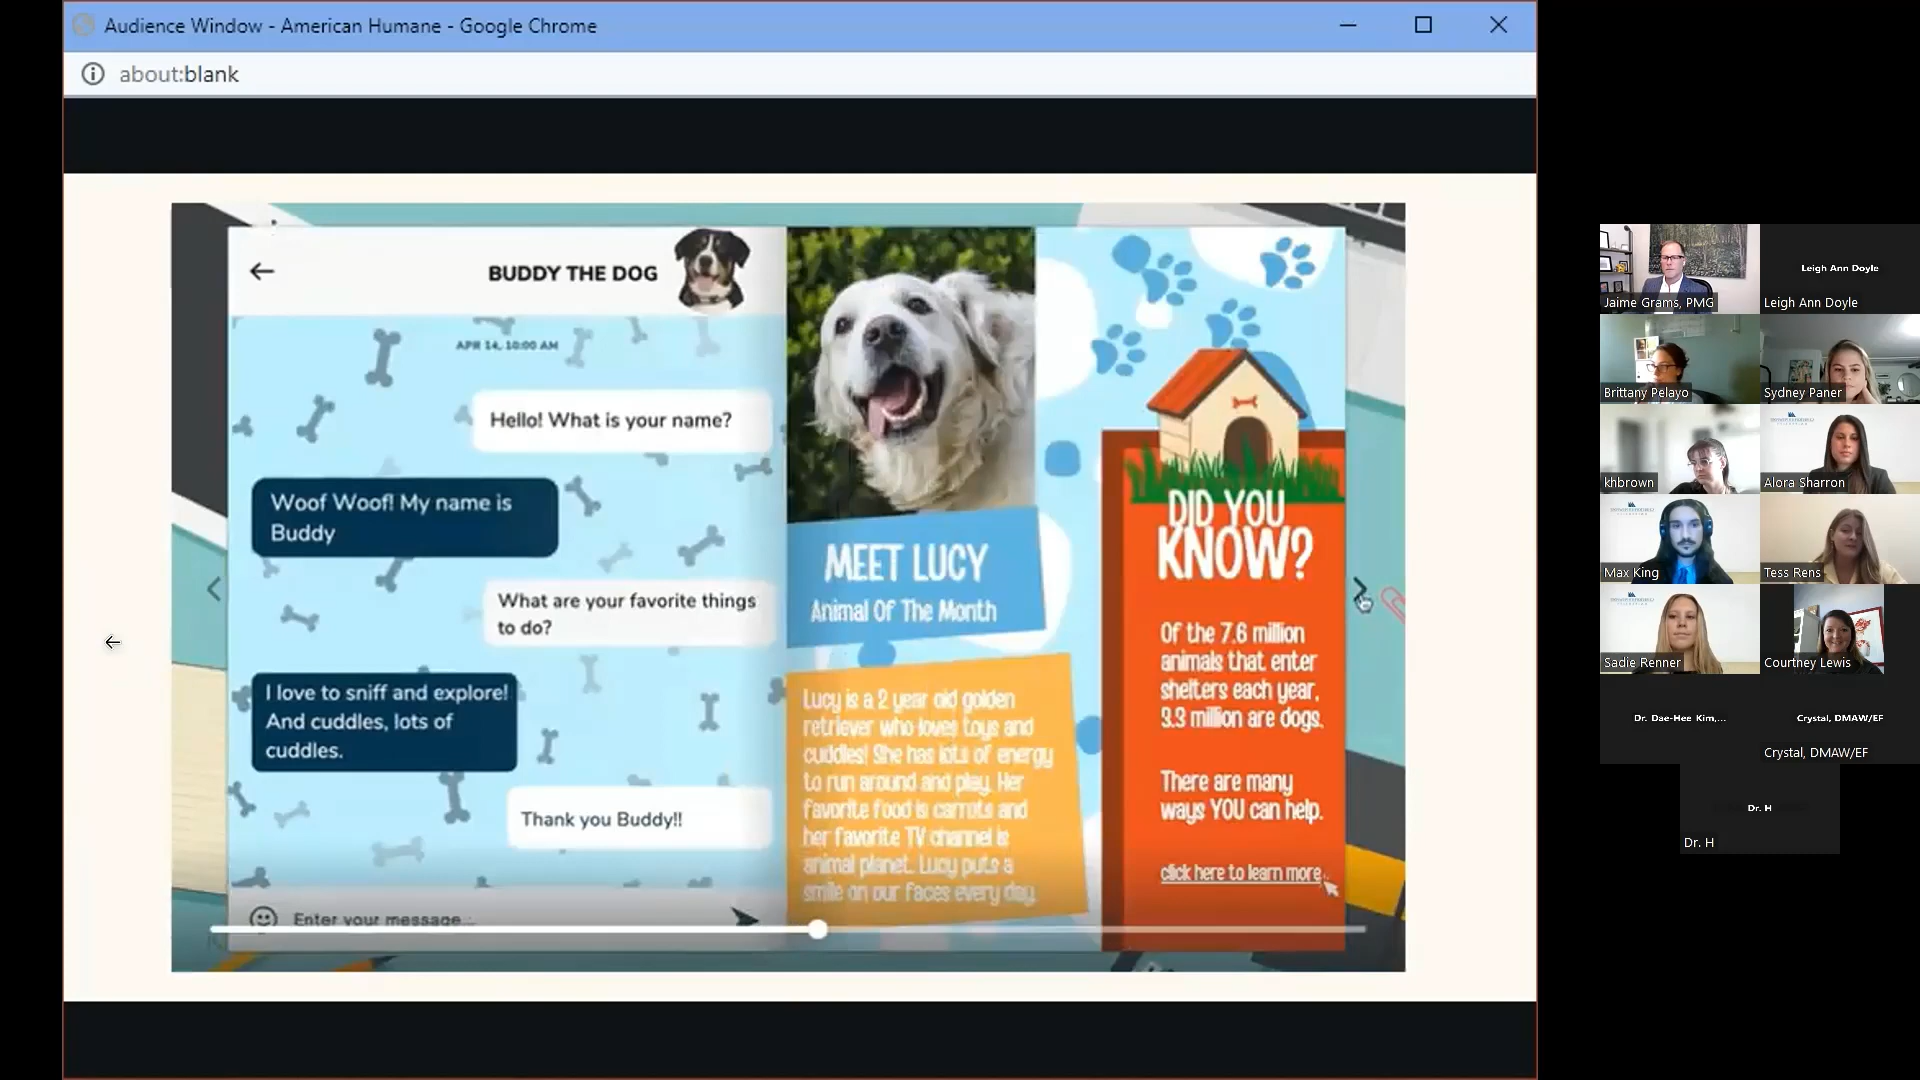 Audience Window - American Humane - Google Chrome
about:blank
BUDDY THE DOG
APR 14, 10:00 AM
Hello! What is your name?
Woof Woof! My name is
Buddy
What are your favorite things
to do?
I love to sniff and explore!
And cuddles, lots of
cuddles.
Thank you Buddy!!
Enter your message...
MEET LUCY
Animal Of The Month
Lucy is a 2 year old golden
retriever who loves toys and
cuddles! She has lots of energy
to run around and play. Her
favorite food is carrots and
her favorite TV channel is
animal planet. Lucy puts a
smile on our faces every day.
DID YOU
KNOW?
Of the 7.6 million
animals that enter
shelters each year,
3.3 million are dogs.
There are many
ways YOU can help.
click here to learn more
Jaime Grams, PMG
Leigh Ann Doyle
Leigh Ann Doyle
Brittany Pelayo
Sydney Paner
khbrown
Alora Sharron
Max King
Tess Rens
Sadie Renner
Courtney Lewis
Dr. Dae-Hee Kim,...
Crystal, DMAW/EF
Crystal, DMAW/EF
Dr. H
Dr. H